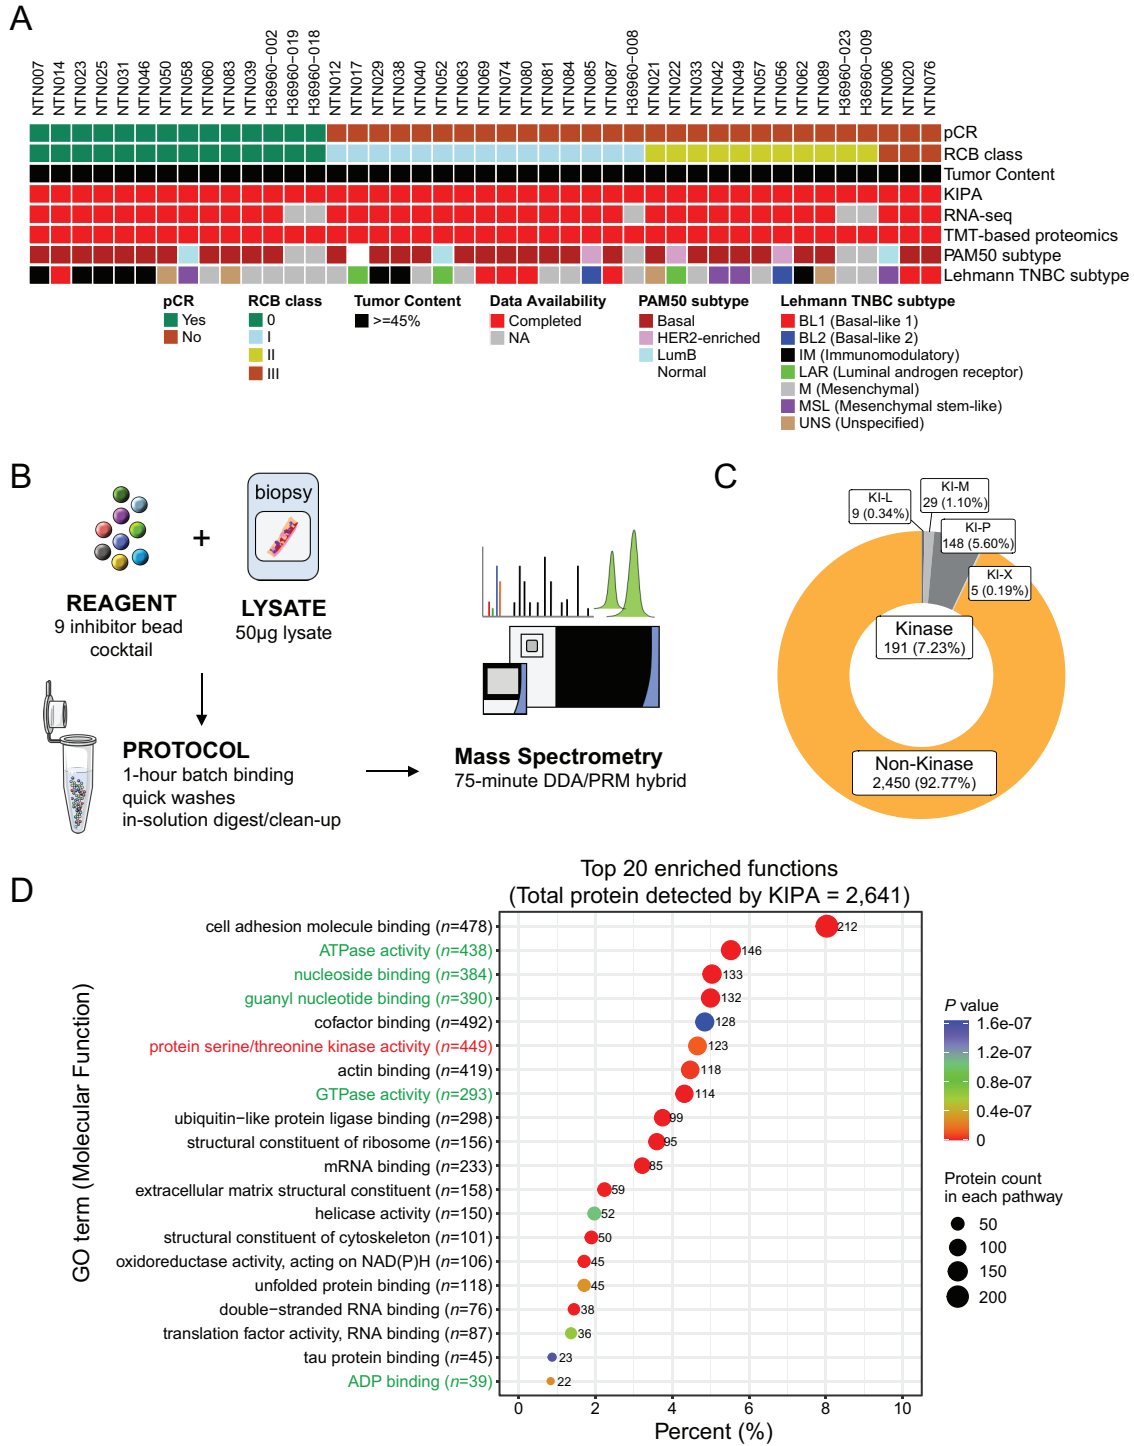 A
NTN007
NTN014
NTN023
NTN025
NTN031
NTN046
NTN050
NTN058
NTN060
NTN083
NTN039
H36960−002
H36960−019
H36960−018
NTN012
NTN017
NTN029
NTN038
NTN040
NTN052
NTN063
NTN069
NTN074
NTN080
NTN081
NTN084
NTN085
NTN087
H36960−008
NTN021
NTN022
NTN033
NTN042
NTN049
NTN057
NTN056
NTN062
NTN089
H36960−023
H36960−009
NTN006
NTN020
NTN076
pCR
RCB class
Tumor Content
KIPA
RNA-seq
TMT-based proteomics
PAM50 subtype
Lehmann TNBC subtype
pCR
Yes
No
RCB class
0
I
II
III
Tumor Content
>=45%
Data Availability
Completed
NA
PAM50 subtype
Basal
HER2-enriched
LumB
Normal
Lehmann TNBC subtype
BL1 (Basal-like 1)
BL2 (Basal-like 2)
IM (Immunomodulatory)
LAR (Luminal androgen receptor)
M (Mesenchymal)
MSL (Mesenchymal stem-like)
UNS (Unspecified)
B
+
biopsy
REAGENT
9 inhibitor bead
cocktail
LYSATE
50µg lysate
PROTOCOL
1-hour batch binding
quick washes
in-solution digest/clean-up
Mass Spectrometry
75-minute DDA/PRM hybrid
C
KI-L
9 (0.34%)
KI-M
29 (1.10%)
KI-P
148 (5.60%)
KI-X
5 (0.19%)
Kinase
191 (7.23%)
Non-Kinase
2,450 (92.77%)
D
Top 20 enriched functions
(Total protein detected by KIPA = 2,641)
GO term (Molecular Function)
cell adhesion molecule binding (n=478)
212
ATPase activity (n=438)
146
nucleoside binding (n=384)
133
guanyl nucleotide binding (n=390)
132
cofactor binding (n=492)
128
protein serine/threonine kinase activity (n=449)
123
actin binding (n=419)
118
GTPase activity (n=293)
114
ubiquitin−like protein ligase binding (n=298)
99
structural constituent of ribosome (n=156)
95
mRNA binding (n=233)
85
extracellular matrix structural constituent (n=158)
59
helicase activity (n=150)
52
structural constituent of cytoskeleton (n=101)
50
oxidoreductase activity, acting on NAD(P)H (n=106)
45
unfolded protein binding (n=118)
45
double−stranded RNA binding (n=76)
38
translation factor activity, RNA binding (n=87)
36
tau protein binding (n=45)
23
ADP binding (n=39)
22
0 2 4 6 8 10
Percent (%)
P value
1.6e-07
1.2e-07
0.8e-07
0.4e-07
0
Protein count
in each pathway
50
100
150
200